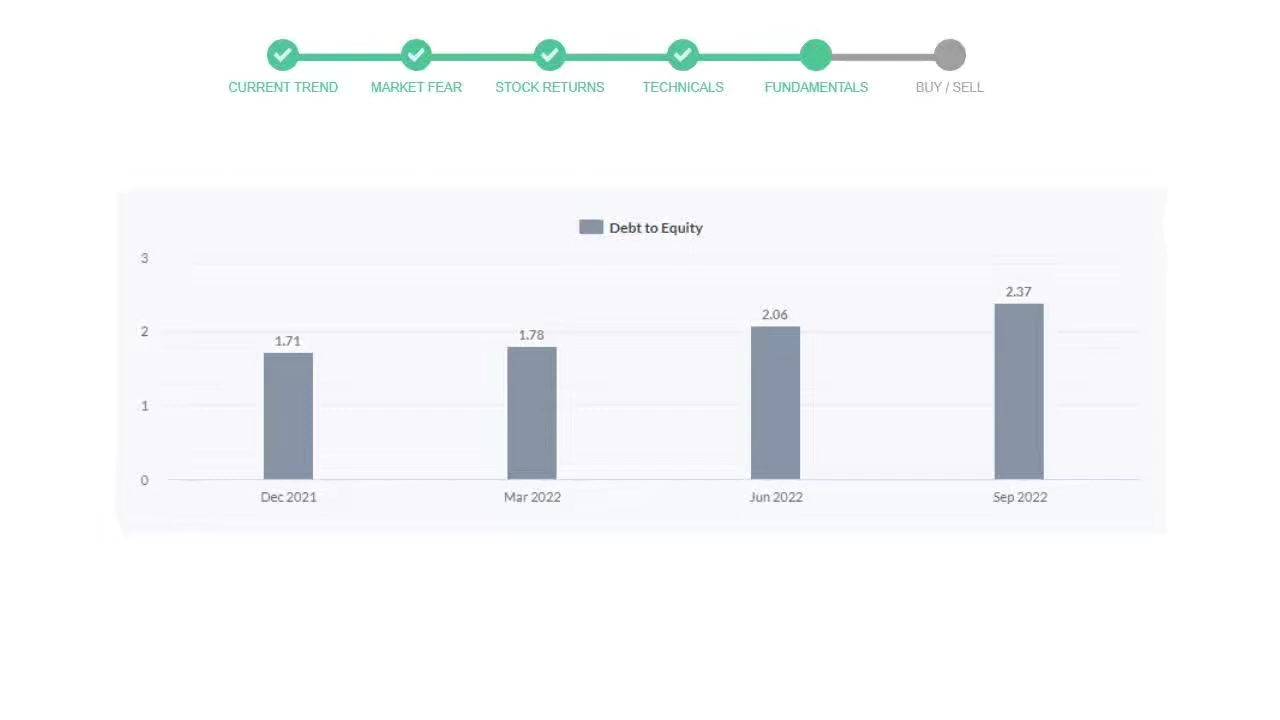 CURRENT TREND MARKET FEAR STOCK RETURNS TECHNICALS FUNDAMENTALS BUY / SELL
Debt to Equity
3
2.37
2.06
2
1.78
1.71
1
0
Dec 2021 Mar 2022 Jun 2022 Sep 2022